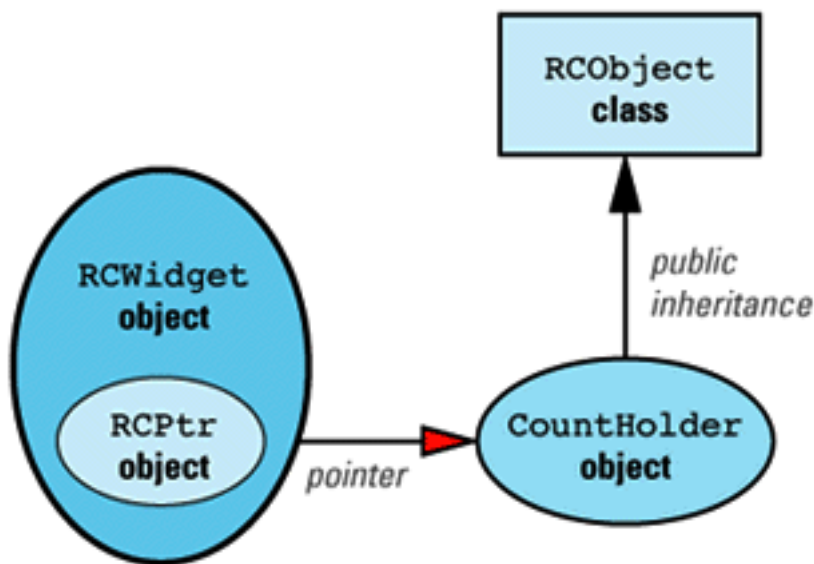 RCObject
class
RCWidget
object
public
inheritance
RCPtr
object
pointer
CountHolder
object